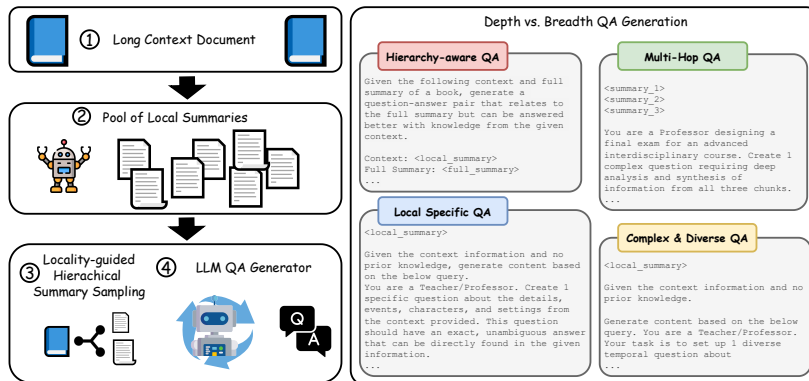 ① Long Context Document
② Pool of Local Summaries
③ Locality-guided
Hierachical
Summary Sampling
④ LLM QA Generator
Q
A
Depth vs. Breadth QA Generation
Hierarchy-aware QA
Given the following context and full
summary of a book, generate a
question-answer pair that relates to
the full summary but can be answered
better with knowledge from the given
context.
Context: <local_summary>
Full Summary: <full_summary>
...
Multi-Hop QA
<summary_1>
<summary_2>
<summary_3>
You are a Professor designing a
final exam for an advanced
interdisciplinary course. Create 1
complex question requiring deep
analysis and synthesis of
information from all three chunks.
...
Local Specific QA
<local_summary>
Given the context information and no
prior knowledge, generate content based
on the below query.
You are a Teacher/Professor. Create 1
specific question about the details,
events, characters, and settings from
the context provided. This question
should have an exact, unambiguous answer
that can be directly found in the given
information.
...
Complex & Diverse QA
<local_summary>
Given the context information and no
prior knowledge.
Generate content based on the below
query. You are a Teacher/Professor.
Your task is to set up 1 diverse
temporal question about
...